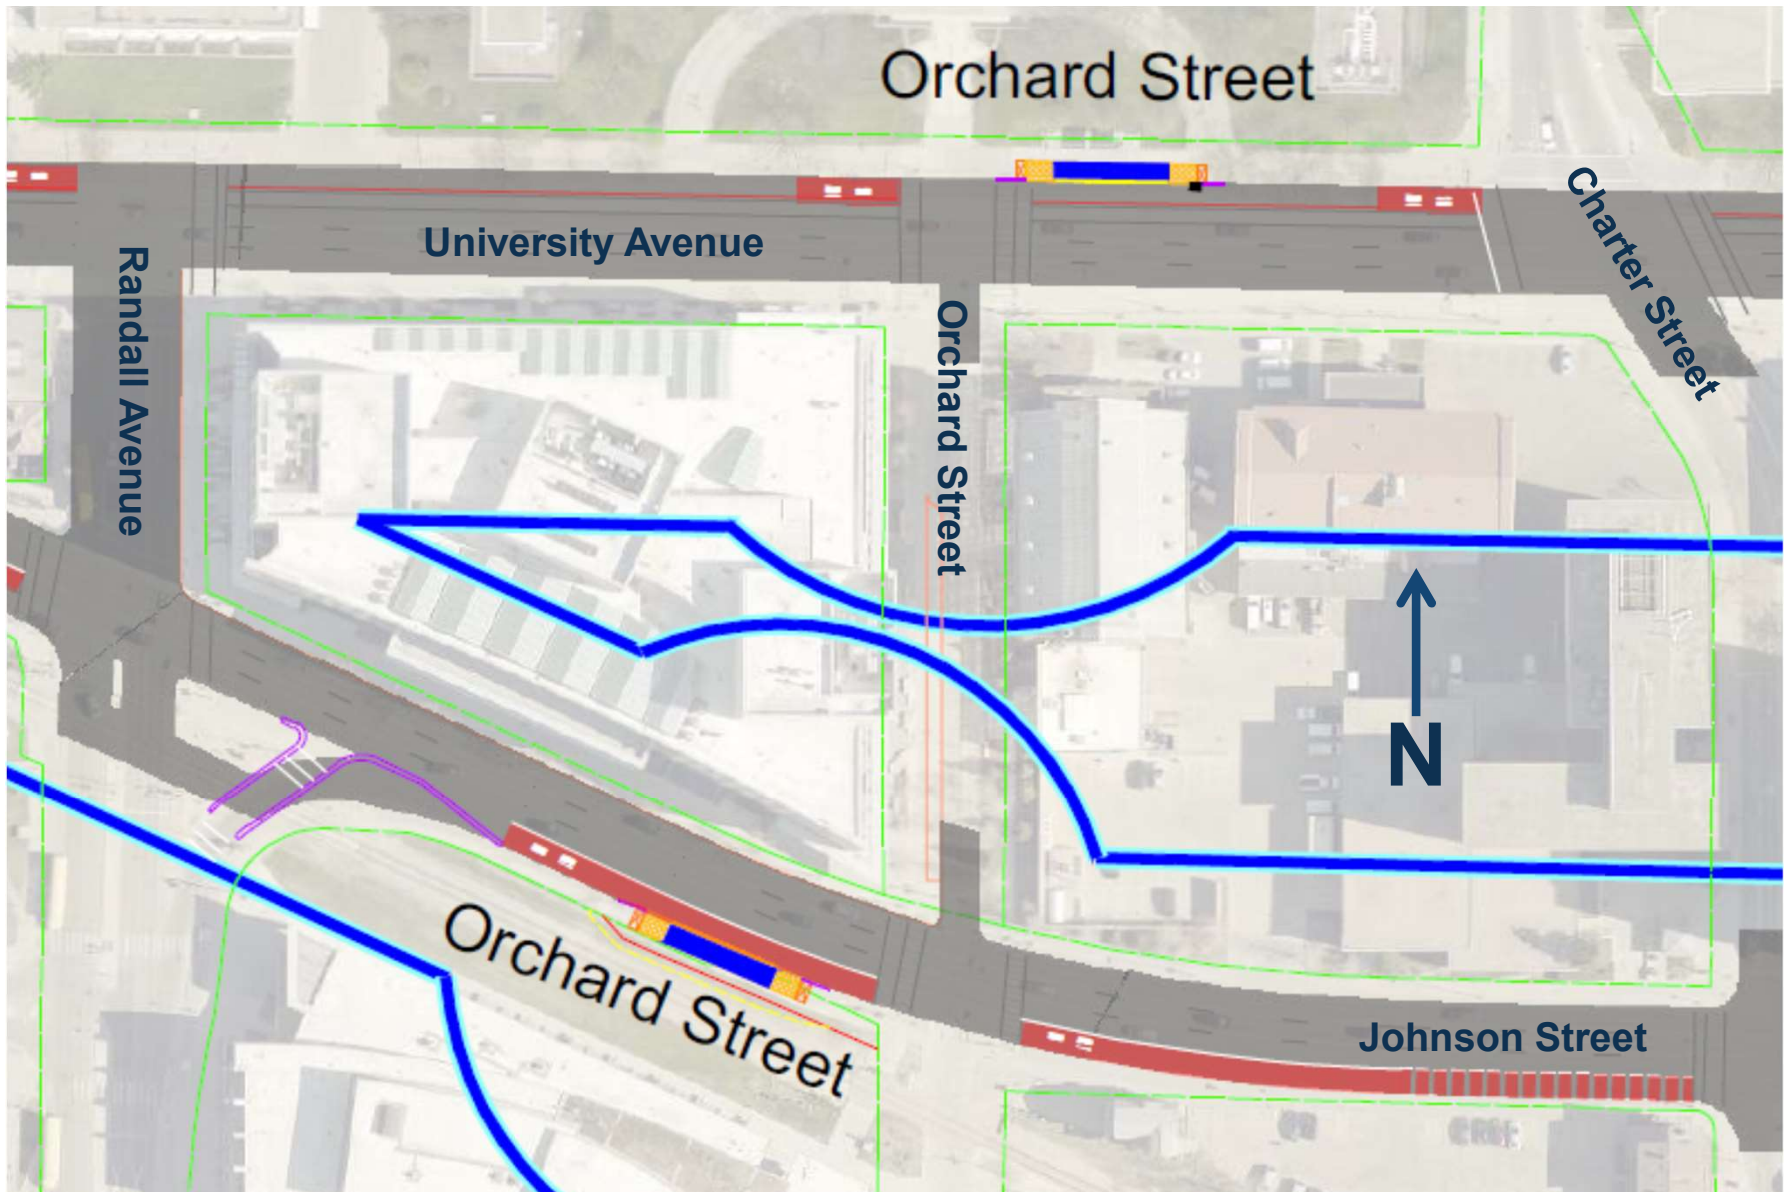 Orchard Street
Charter Street
University Avenue
Randall Avenue
Orchard Street
N
Orchard Street
Johnson Street